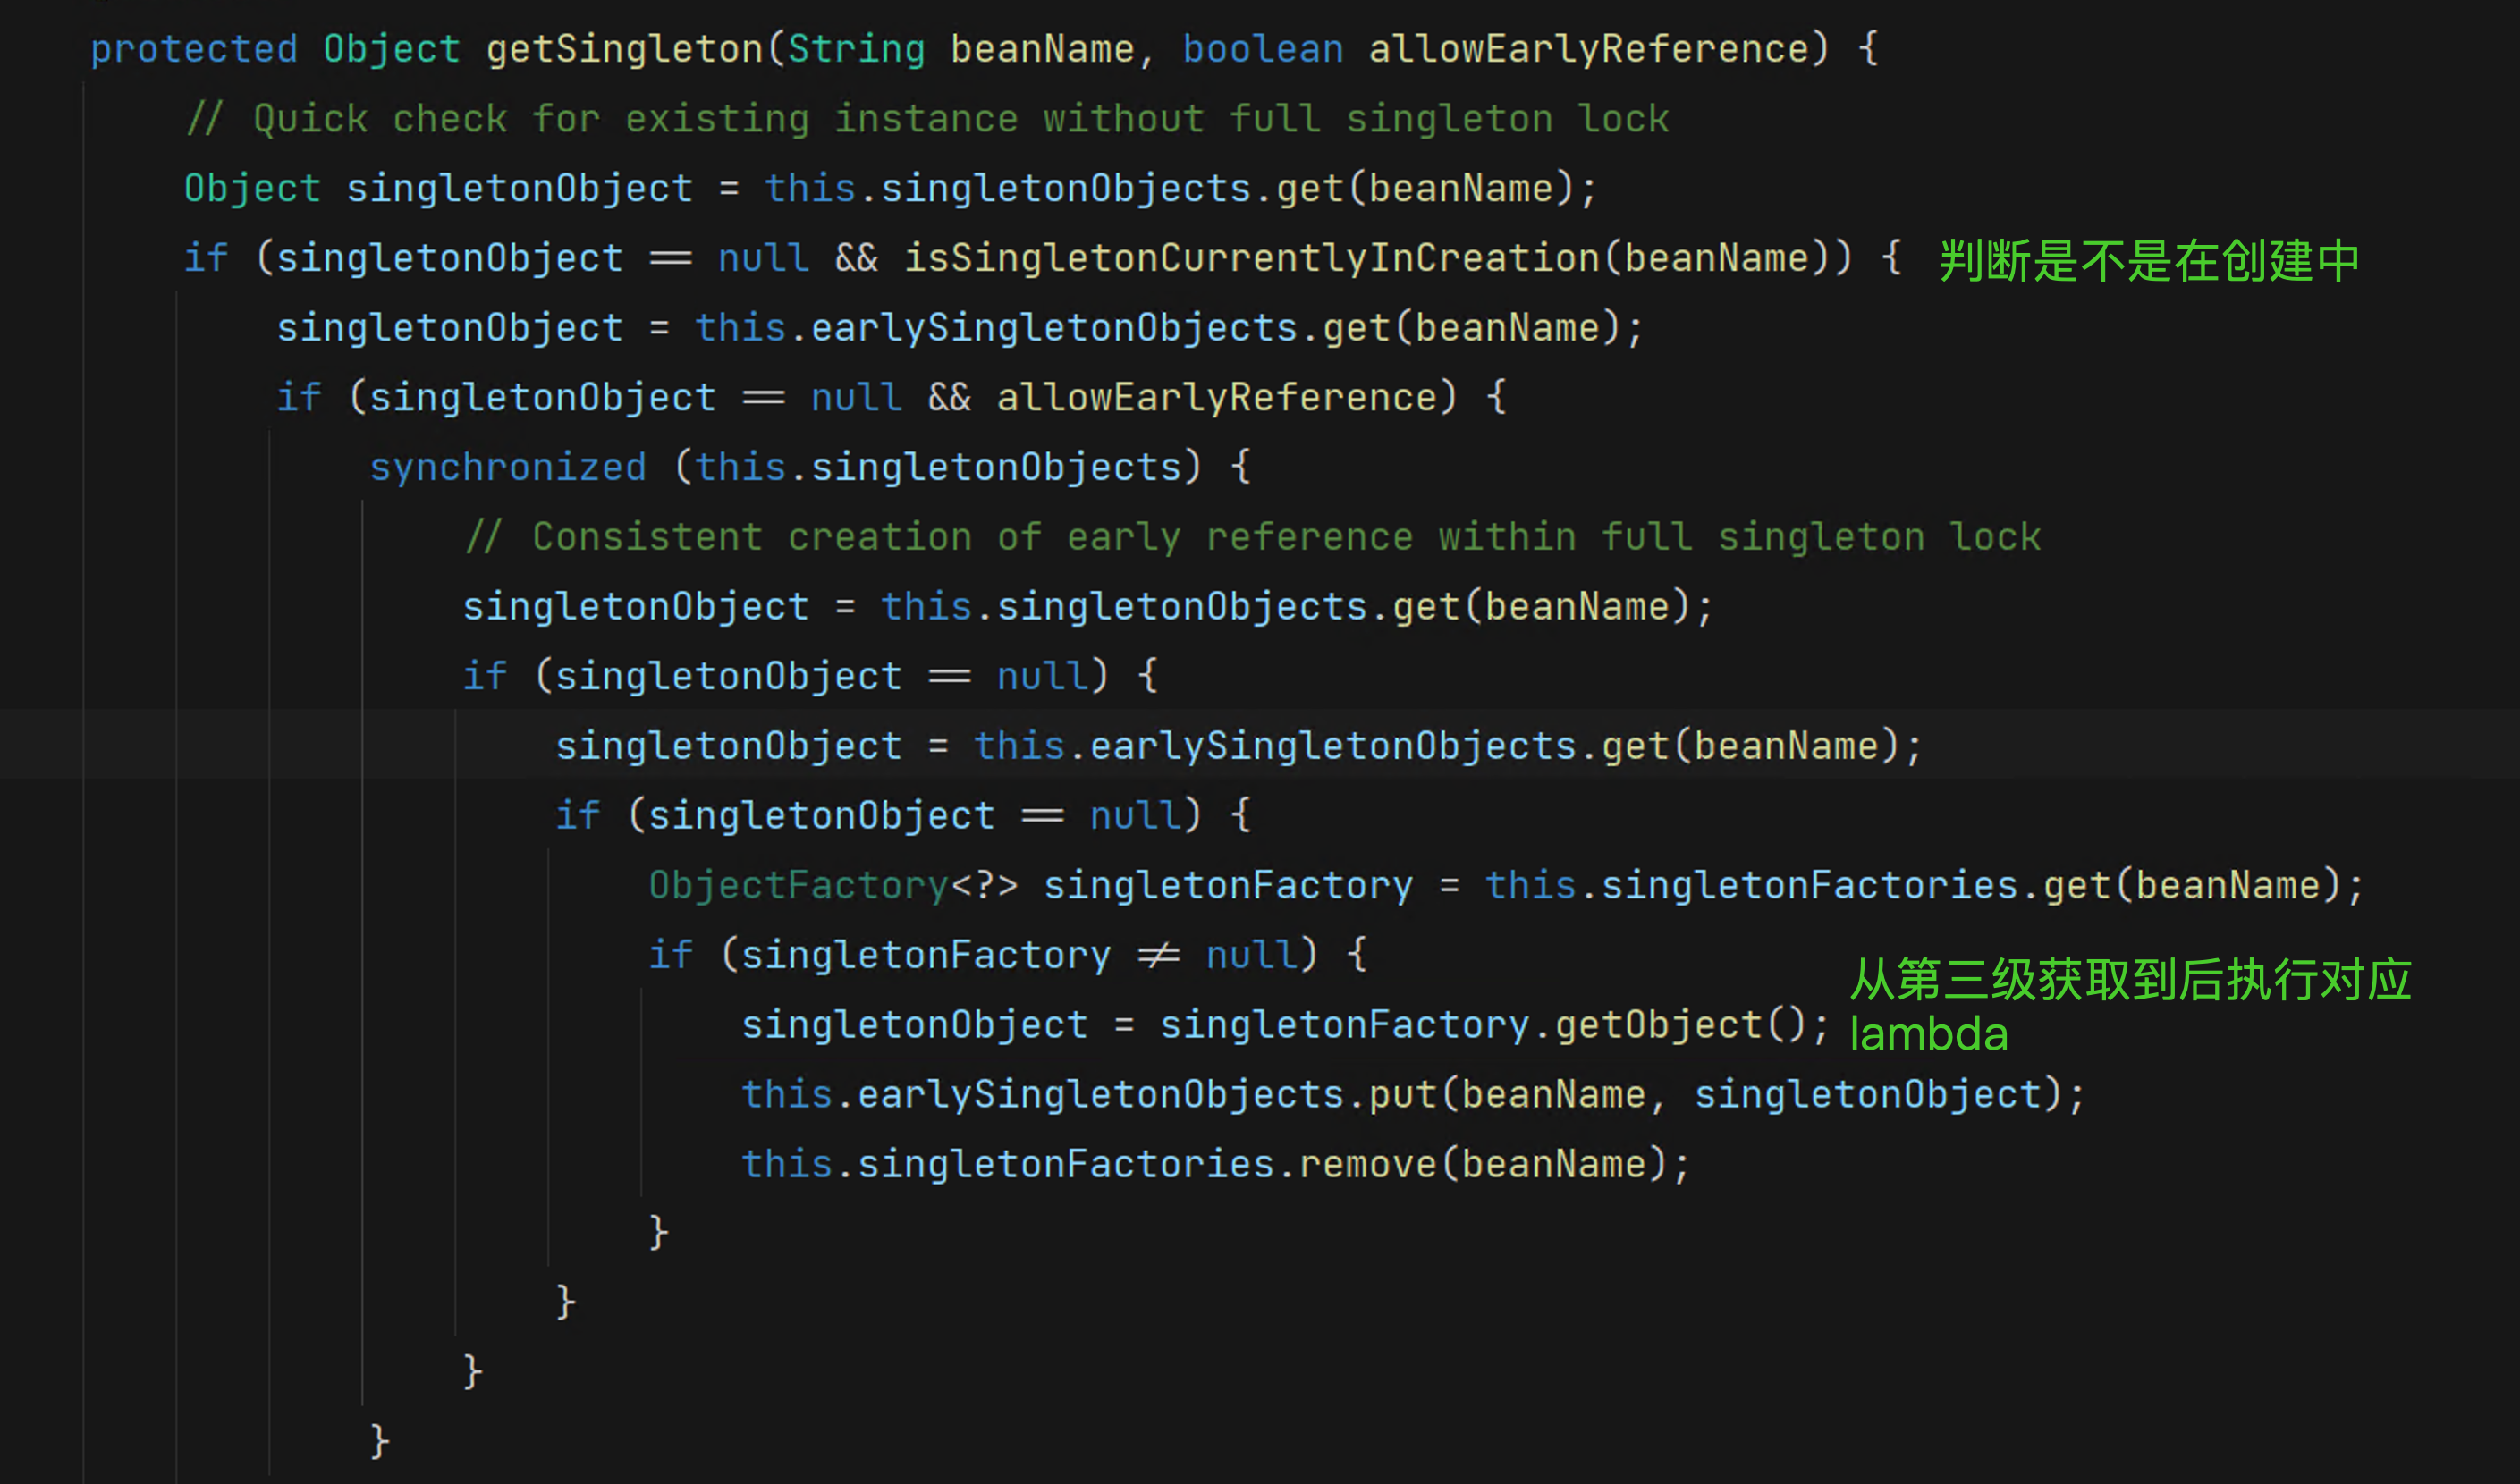 protected Object getSingleton(String beanName, boolean allowEarlyReference) {
// Quick check for existing instance without full singleton lock
Object singletonObject = this.singletonObjects.get(beanName);
if (singletonObject == null && isSingletonCurrentlyInCreation(beanName)) { 判断是不是在创建中
singletonObject = this.earlySingletonObjects.get(beanName);
if (singletonObject == null && allowEarlyReference) {
synchronized (this.singletonObjects) {
// Consistent creation of early reference within full singleton lock
singletonObject = this.singletonObjects.get(beanName);
if (singletonObject == null) {
singletonObject = this.earlySingletonObjects.get(beanName);
if (singletonObject == null) {
ObjectFactory<?> singletonFactory = this.singletonFactories.get(beanName);
if (singletonFactory != null) {
从第三级获取到后执行对应
singletonObject = singletonFactory.getObject(); lambda
this.earlySingletonObjects.put(beanName, singletonObject);
this.singletonFactories.remove(beanName);
}
}
}
}